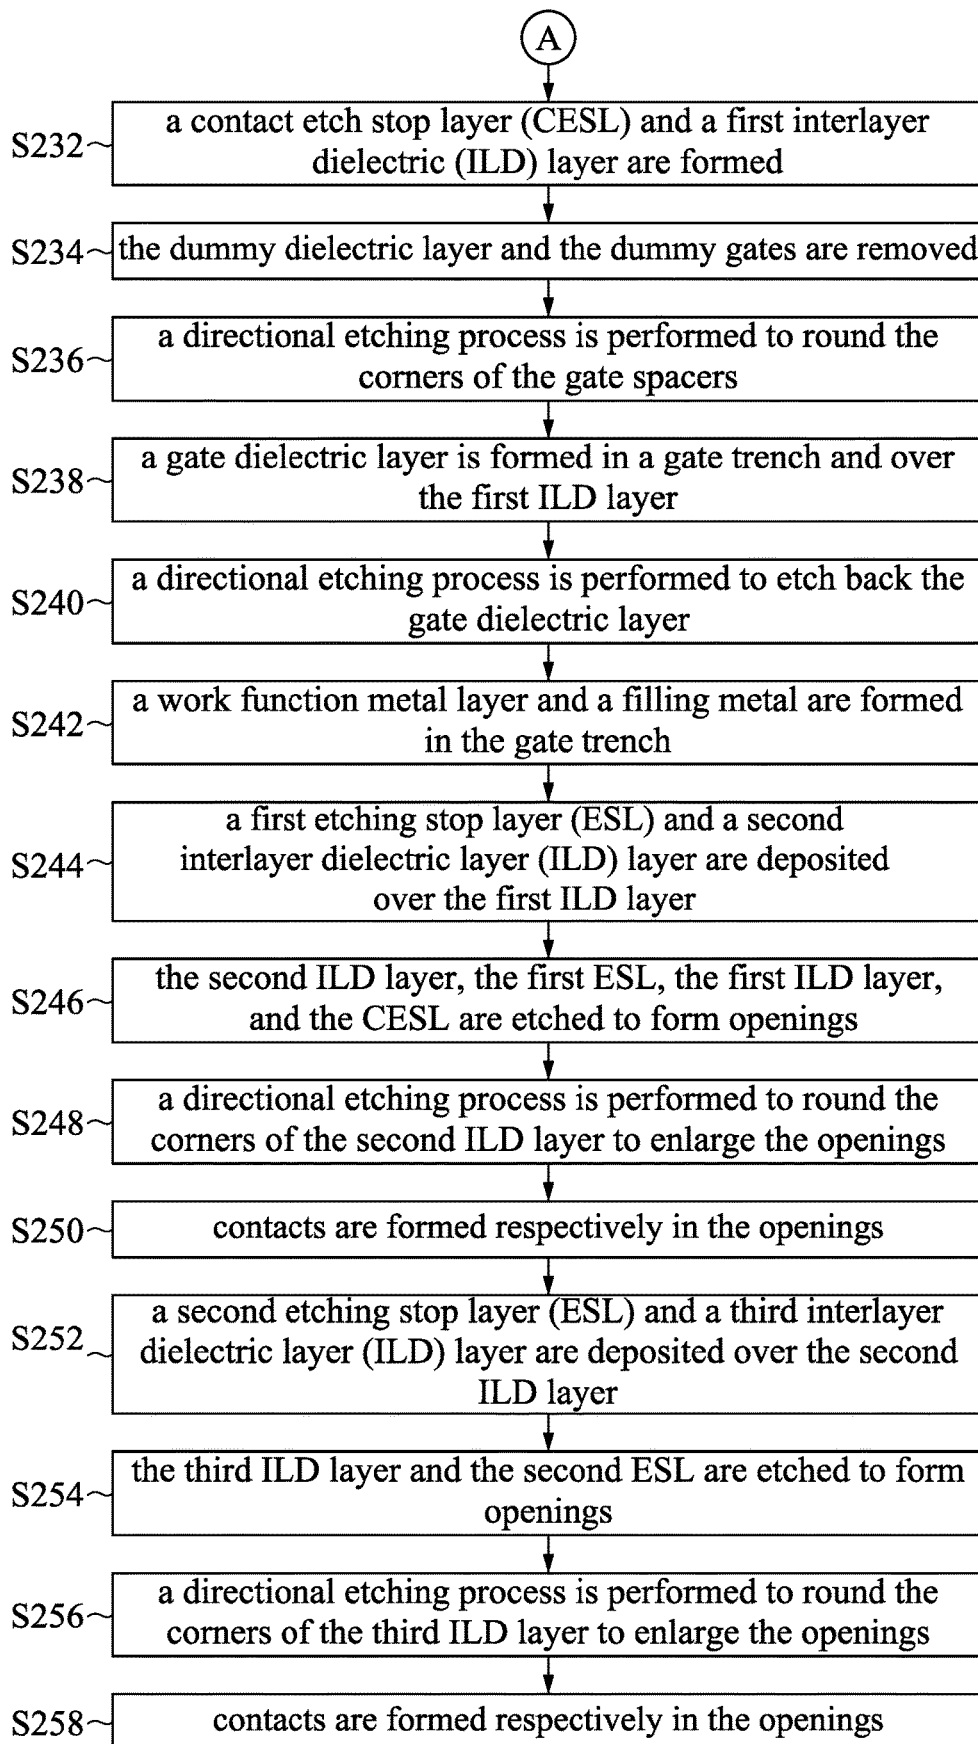 A
S232
a contact etch stop layer (CESL) and a first interlayer
dielectric (ILD) layer are formed
S234
the dummy dielectric layer and the dummy gates are removed
S236
a directional etching process is performed to round the
corners of the gate spacers
S238
a gate dielectric layer is formed in a gate trench and over
the first ILD layer
S240
a directional etching process is performed to etch back the
gate dielectric layer
S242
a work function metal layer and a filling metal are formed
in the gate trench
S244
a first etching stop layer (ESL) and a second
interlayer dielectric layer (ILD) layer are deposited
over the first ILD layer
S246
the second ILD layer, the first ESL, the first ILD layer,
and the CESL are etched to form openings
S248
a directional etching process is performed to round the
corners of the second ILD layer to enlarge the openings
S250
contacts are formed respectively in the openings
S252
a second etching stop layer (ESL) and a third interlayer
dielectric layer (ILD) layer are deposited over the second
ILD layer
S254
the third ILD layer and the second ESL are etched to form
openings
S256
a directional etching process is performed to round the
corners of the third ILD layer to enlarge the openings
S258
contacts are formed respectively in the openings